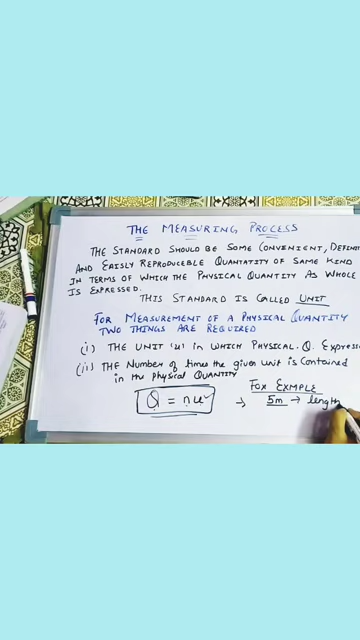 THE MEASURING PROCESS
THE STANDARD SHOULD BE SOME CONVENIENT, DEFINIT
AND EAISLY REPRODUCEBLE QUANTATITY OF SAME KIND
IN TERMS OF WHICH THE PHYSICAL QUANTITY AS WHOLE
IS EXPRESSED.
THIS STANDARD IS CALLED UNIT
FOR MEASUREMENT OF A PHYSICAL QUANTITY
TWO THINGS ARE REQUIRED
(i) THE UNIT 'u' IN WHICH PHYSICAL. Q. EXPRESS
(ii) THE NUMBER of times the given unit is CONTAINED
in the physical QUANTITY
FOR EXMPLE
Q = nu
→ 5m → length